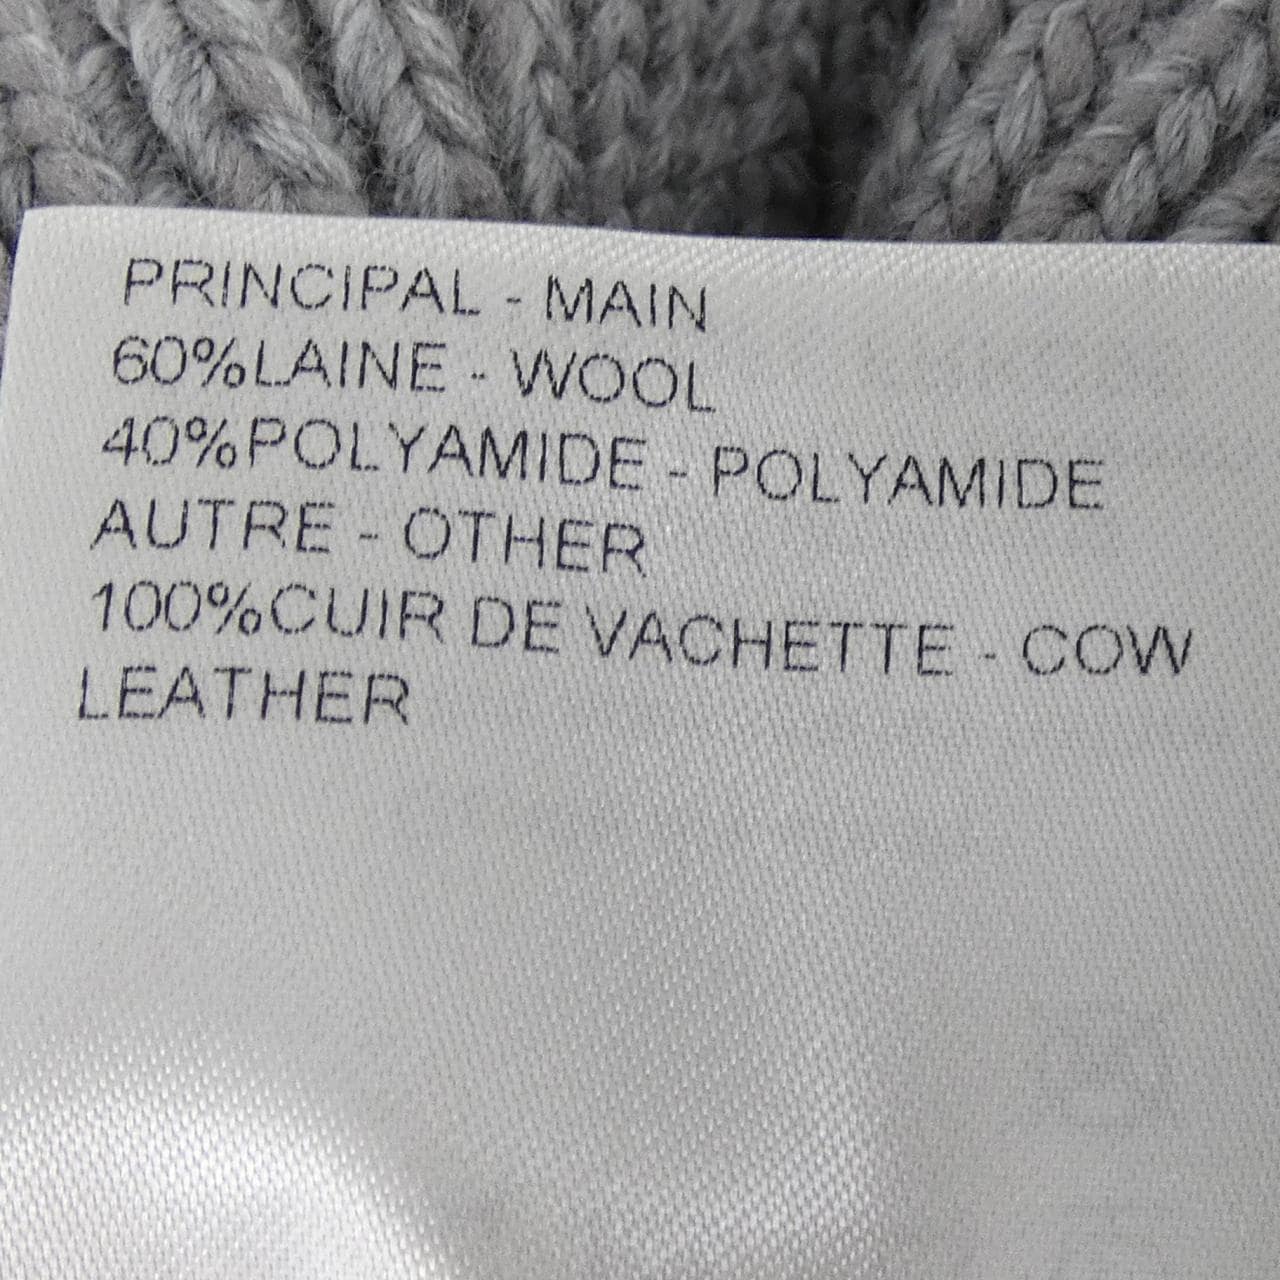 PRINCIPAL - MAIN
60%LAINE - WOOL
40%POLYAMIDE - POLYAMIDE
AUTRE - OTHER
100%CUIR DE VACHETTE - COW
LEATHER